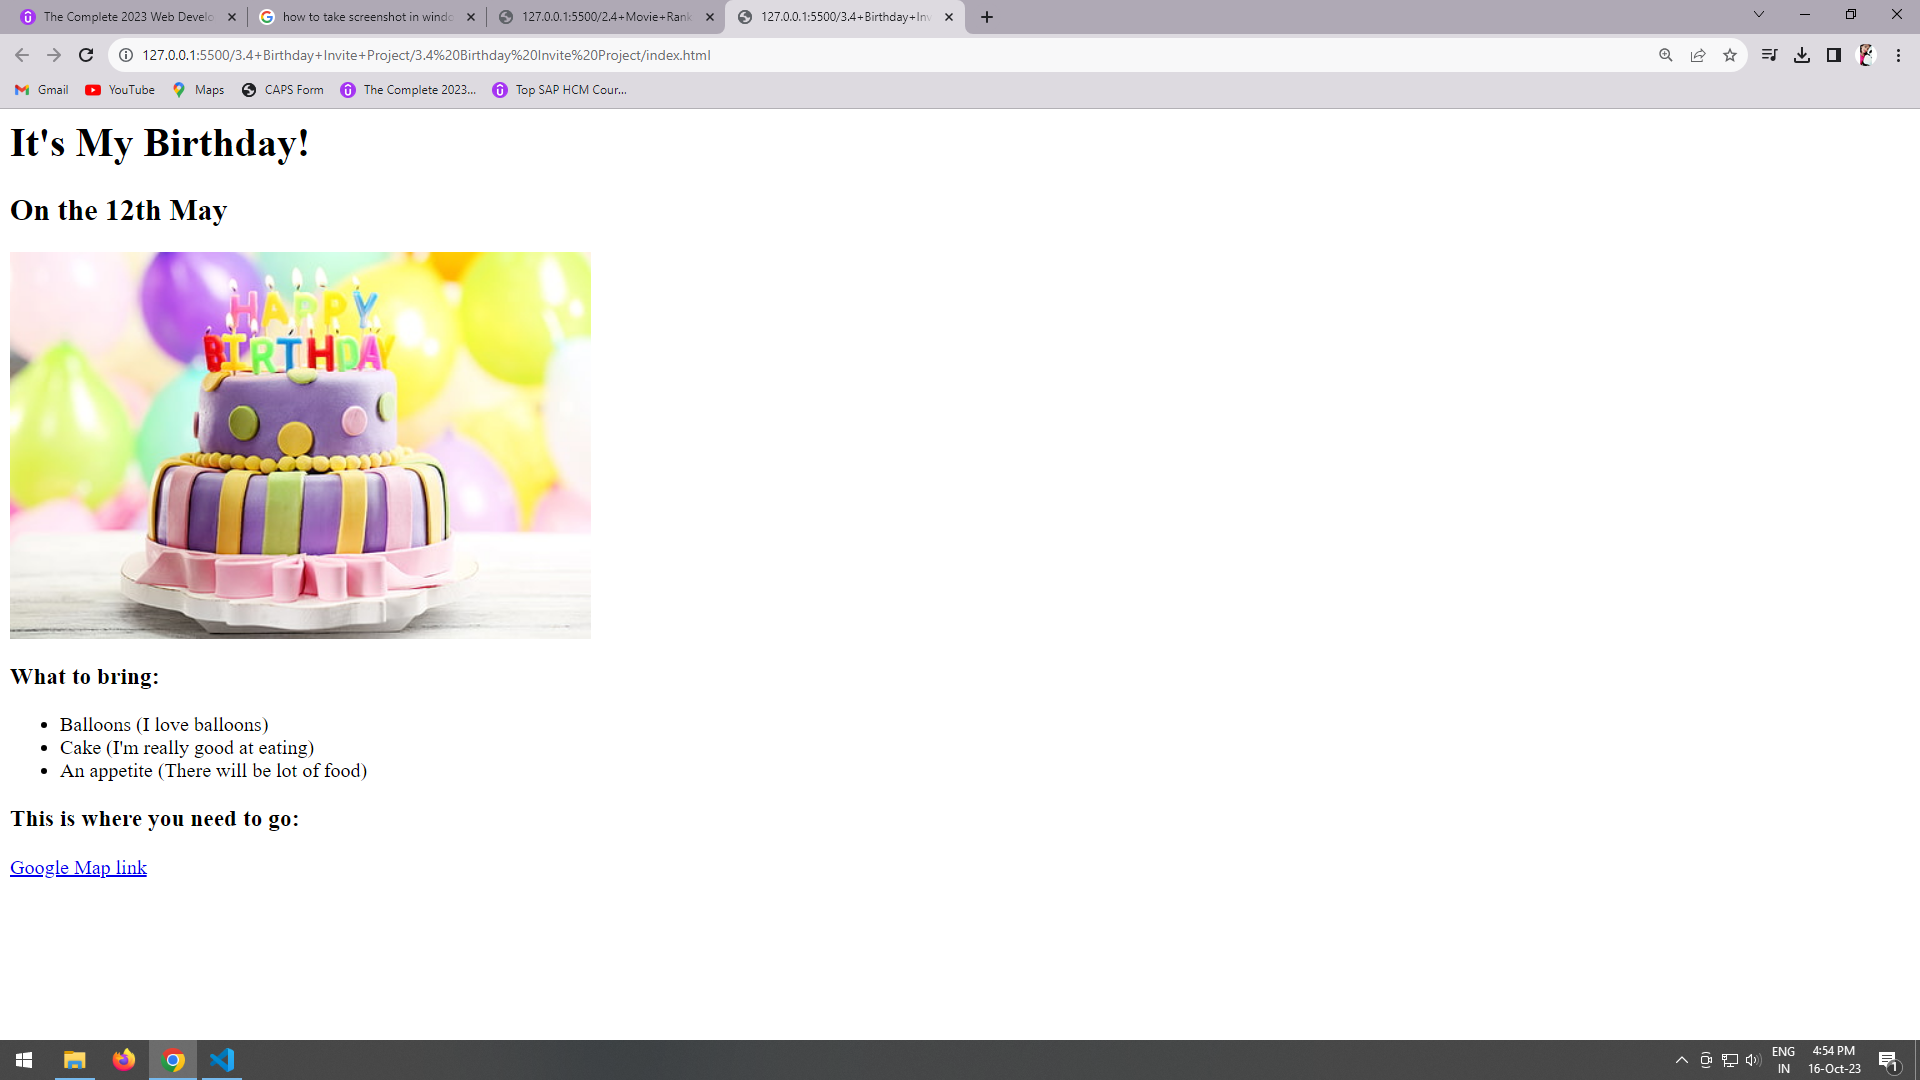 The Complete 2023 Web Develo
how to take screenshot in windo
127.0.0.1:5500/2.4+Movie+Rank
127.0.0.1:5500/3.4+Birthday+Inv
127.0.0.1:5500/3.4+Birthday+Invite+Project/3.4%20Birthday%20Invite%20Project/index.html
Gmail
YouTube
Maps
CAPS Form
The Complete 2023...
Top SAP HCM Cour...
It's My Birthday!
On the 12th May
HAPPY
BIRTHDAY
What to bring:
• Balloons (I love balloons)
• Cake (I'm really good at eating)
• An appetite (There will be lot of food)
This is where you need to go:
Google Map link
ENG
IN
4:54 PM
16-Oct-23
1